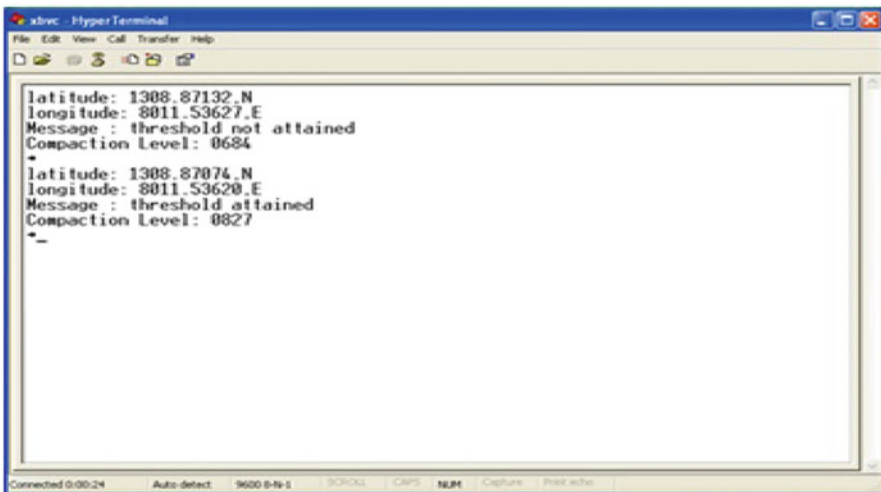 xbvc - HyperTerminal
File Edit View Call Transfer Help
latitude: 1308.87132,N
longitude: 8011.53627,E
Message : threshold not attained
Compaction Level: 0684
latitude: 1308.87074,N
longitude: 8011.53620,E
Message : threshold attained
Compaction Level: 0827
Connected 0:00:24 Auto detect 9600 8-N-1 SCROLL CAPS NUM Capture Print echo